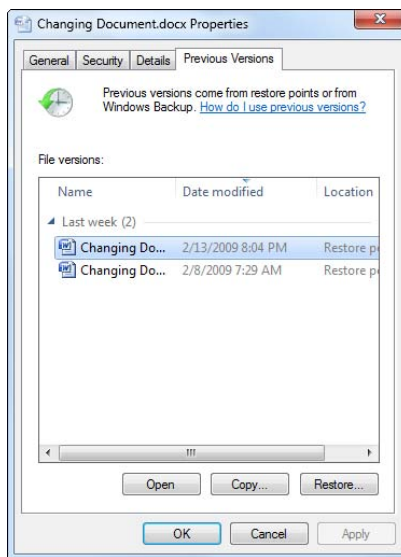 Changing Document.docx Properties
General Security Details Previous Versions
Previous versions come from restore points or from
Windows Backup. How do I use previous versions?
File versions:
Name Date modified Location
Last week (2)
Changing Do... 2/13/2009 8:04 PM Restore p
Changing Do... 2/8/2009 7:29 AM Restore p
Open Copy... Restore...
OK Cancel Apply